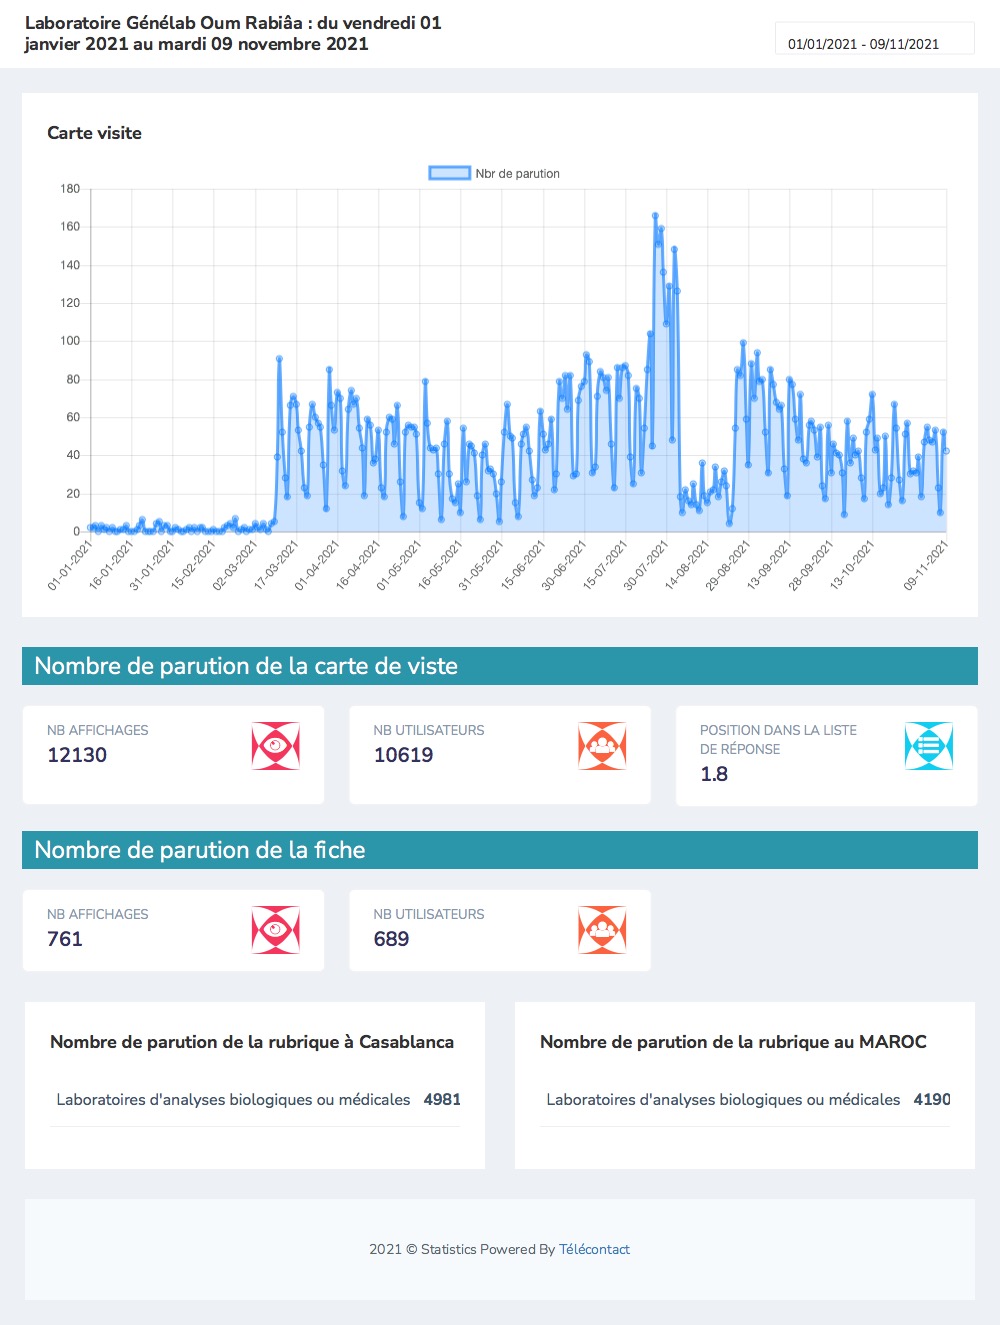 Laboratoire Génélab Oum Rabiâa : du vendredi 01
janvier 2021 au mardi 09 novembre 2021
01/01/2021 - 09/11/2021
Carte visite
Nbr de parution
180
160
140
120
100
80
60
40
20
0
01-01-2021
16-01-2021
31-01-2021
15-02-2021
02-03-2021
17-03-2021
01-04-2021
16-04-2021
01-05-2021
16-05-2021
31-05-2021
15-06-2021
30-06-2021
15-07-2021
30-07-2021
14-08-2021
29-08-2021
13-09-2021
28-09-2021
13-10-2021
09-11-2021
Nombre de parution de la carte de viste
NB AFFICHAGES
12130
NB UTILISATEURS
10619
POSITION DANS LA LISTE
DE RÉPONSE
1.8
Nombre de parution de la fiche
NB AFFICHAGES
761
NB UTILISATEURS
689
Nombre de parution de la rubrique à Casablanca
Laboratoires d'analyses biologiques ou médicales 4981
Nombre de parution de la rubrique au MAROC
Laboratoires d'analyses biologiques ou médicales 4190
2021 © Statistics Powered By Télécontact